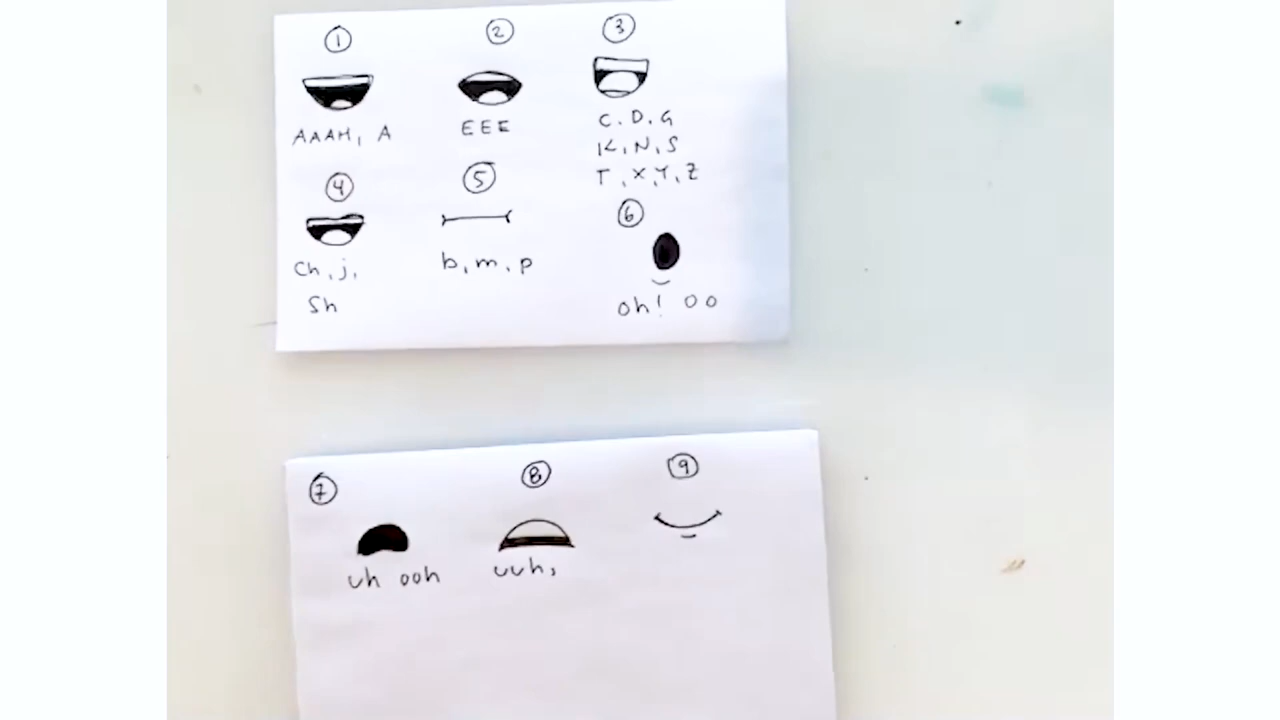 1 2 3
AAAH, A EEE C. D, G
K, N, S
T, X, Y, Z
4 5 6
Ch, j, b, m, p
Sh oh! oo
7 8 9
uh ooh uuh,